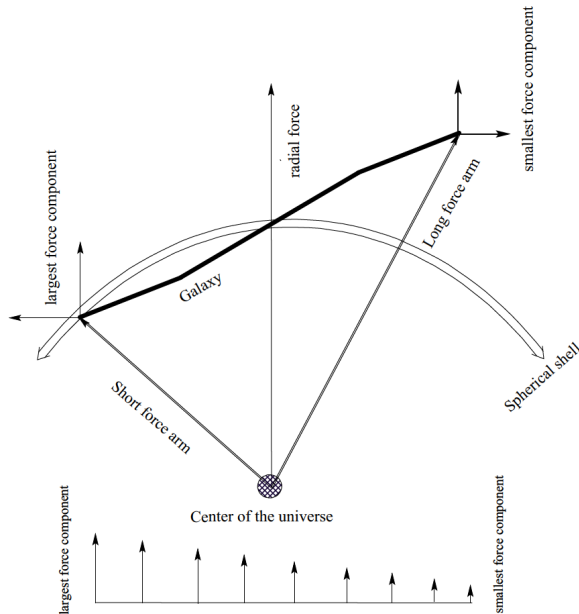 smallest force component
radial force
Long force arm
largest force component
Galaxy
Spherical shell
Short force arm
Center of the universe
largest force component
smallest force component